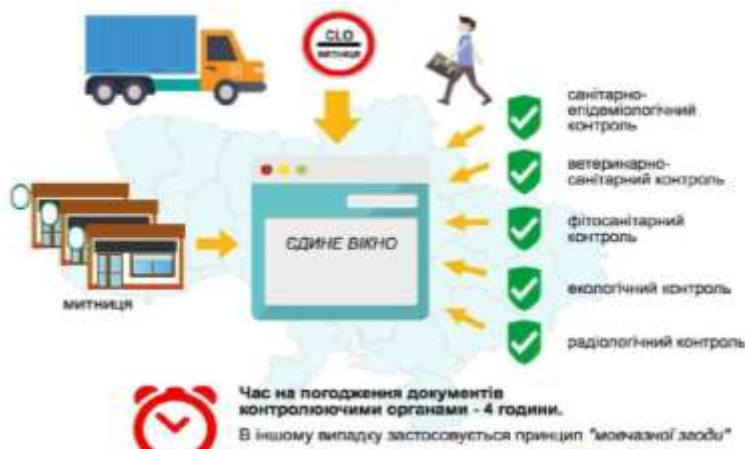 CLO
МИТНИЦЯ
санітарно-
епідеміологічний
контроль
ветеринарно-
санітарний контроль
ЄДИНЕ ВІКНО
фітосанітарний
контроль
екологічний контроль
митниця
радіологічний контроль
Час на погодження документів
контролюючими органами - 4 години.
В іншому випадку застосовується принцип "мовчазної згоди"